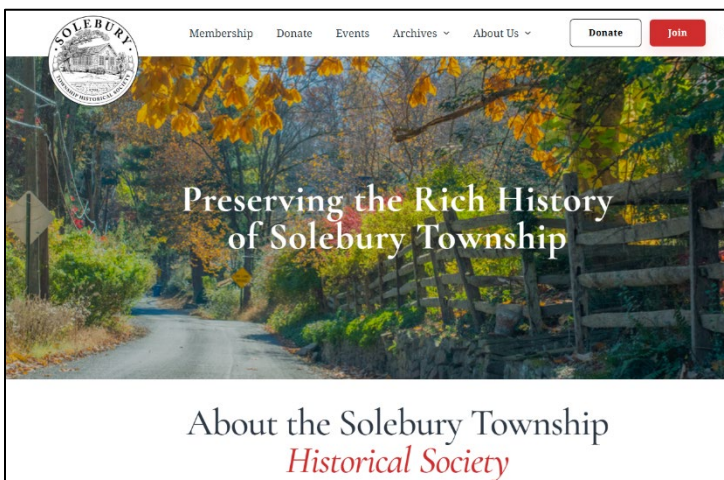 SOLEBURY
TOWNSHIP HISTORICAL SOCIETY
Membership Donate Events Archives About Us Donate Join
Preserving the Rich History
of Solebury Township
About the Solebury Township
Historical Society